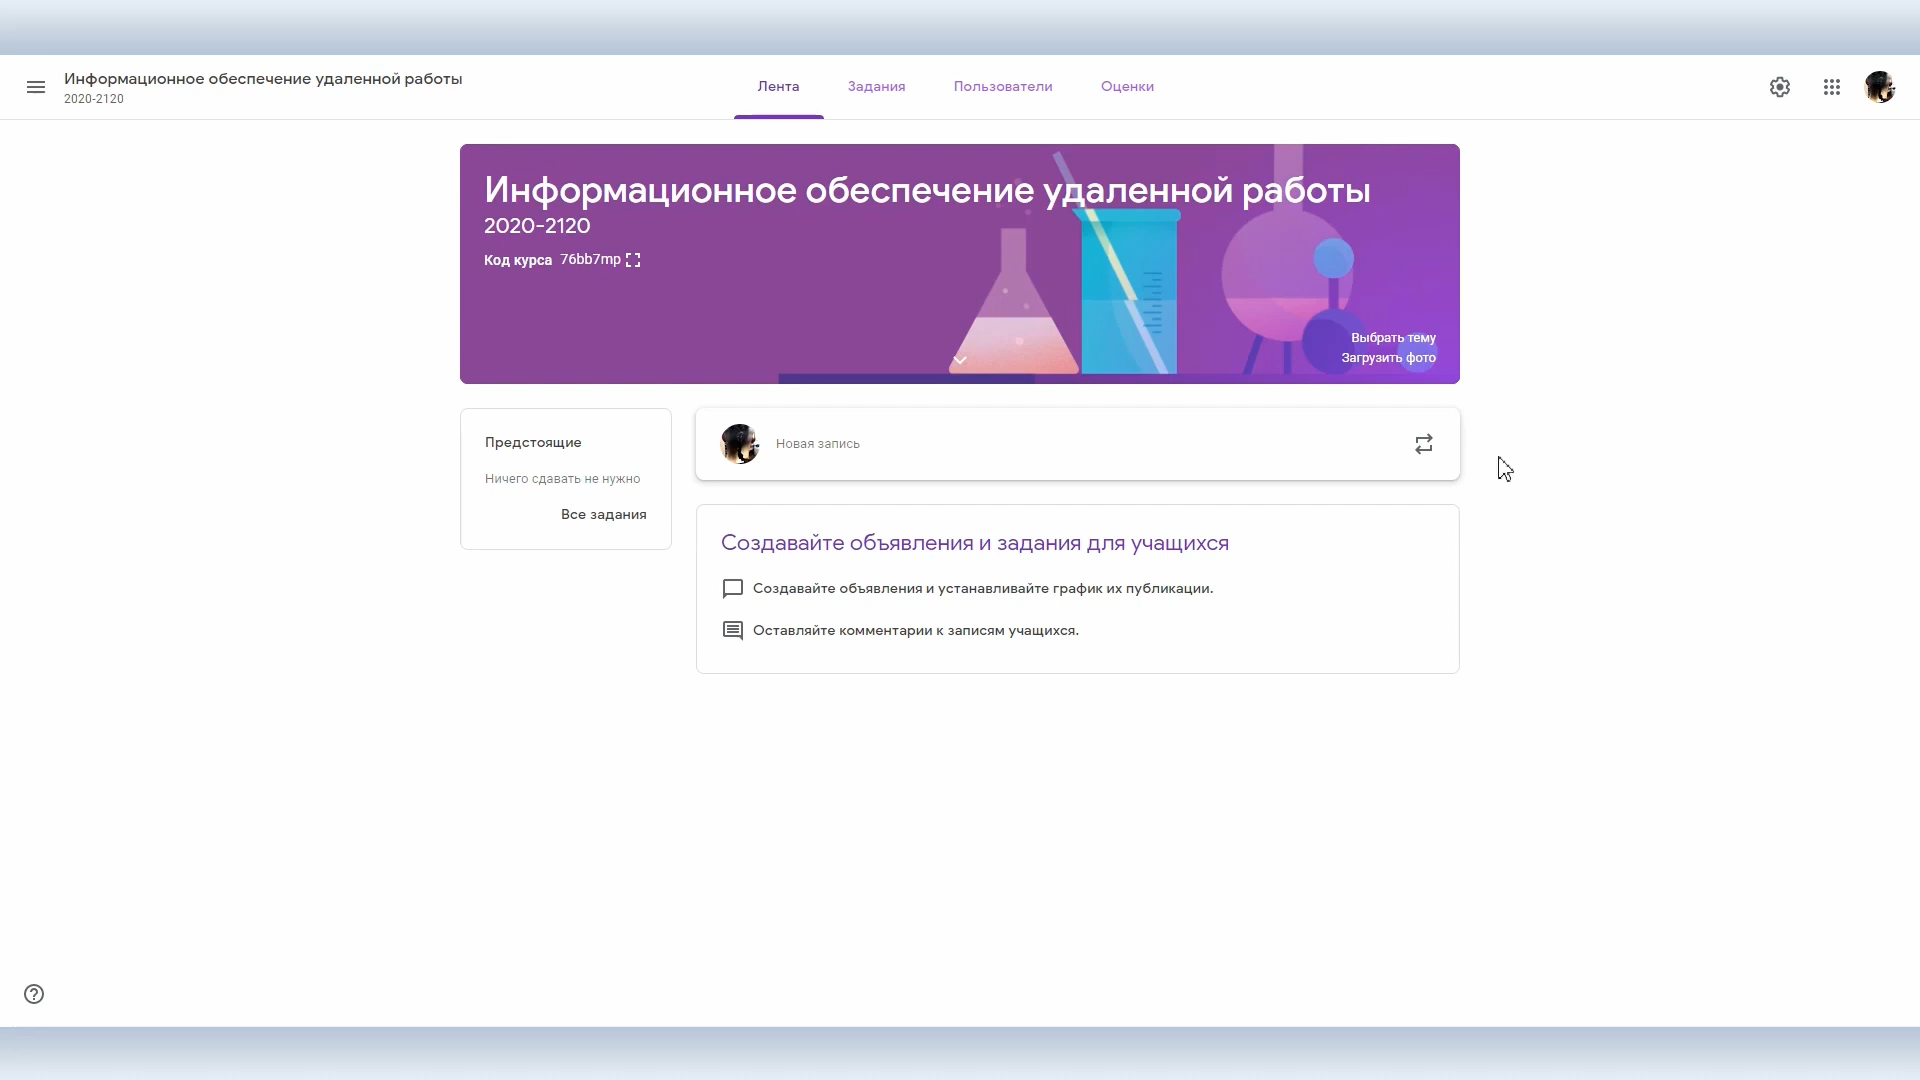 Информационное обеспечение удаленной работы
2020-2120
Лента
Задания
Пользователи
Оценки
Информационное обеспечение удаленной работы
2020-2120
Код курса 76bb7mp
Выбрать тему
Загрузить фото
Предстоящие
Ничего сдавать не нужно
Все задания
Новая запись
Создавайте объявления и задания для учащихся
Создавайте объявления и устанавливайте график их публикации.
Оставляйте комментарии к записям учащихся.